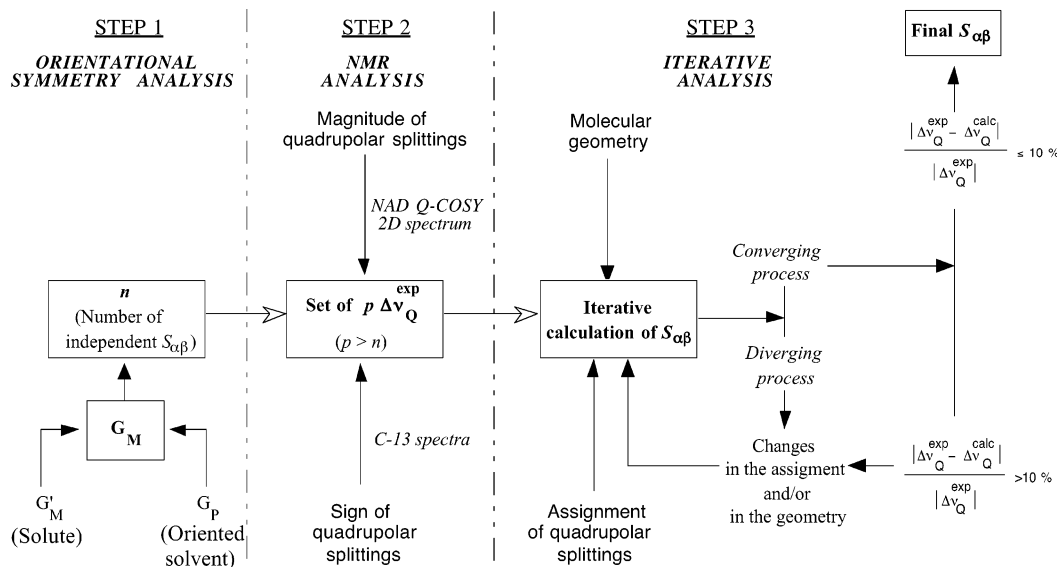 STEP 1
ORIENTATIONAL
SYMMETRY ANALYSIS
n
(Number of
independent Sαβ)
G_M
G'_M
(Solute)
G_P
(Oriented
solvent)
STEP 2
NMR
ANALYSIS
Magnitude of
quadrupolar splittings
NAD Q-COSY
2D spectrum
Set of p Δν_Q^exp
(p > n)
C-13 spectra
Sign of
quadrupolar
splittings
STEP 3
ITERATIVE
ANALYSIS
Molecular
geometry
Iterative
calculation of Sαβ
Assignment
of quadrupolar
splittings
Converging
process
Diverging
process
Changes
in the assigment
and/or
in the geometry
Final Sαβ
|Δν_Q^exp – Δν_Q^calc|
≤ 10 %
|Δν_Q^exp|
|Δν_Q^exp – Δν_Q^calc|
>10 %
|Δν_Q^exp|